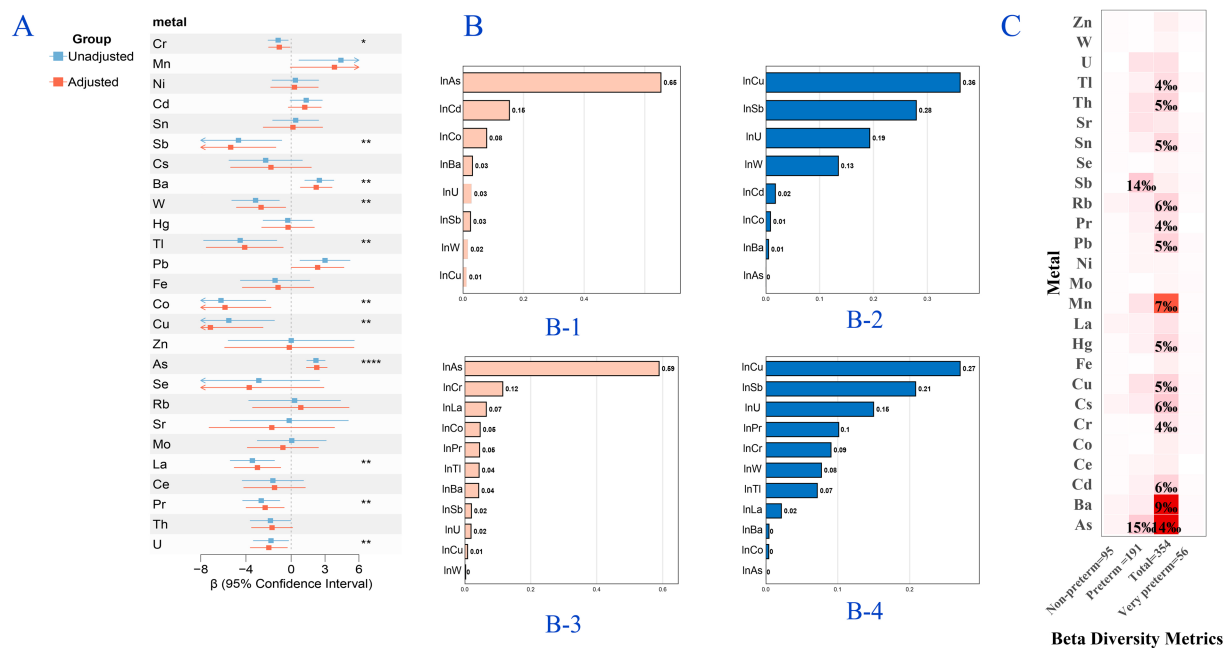 A
Group
Unadjusted
Adjusted
metal
Cr *
Mn
Ni
Cd
Sn
Sb **
Cs
Ba **
W **
Hg
Tl **
Pb
Fe
Co **
Cu **
Zn
As ****
Se
Rb
Sr
Mo
La **
Ce
Pr **
Th
U **
−8 −4 0 3 6
β (95% Confidence Interval)
B
lnAs 0.65
lnCd 0.15
lnCo 0.08
lnBa 0.03
lnU 0.03
lnSb 0.03
lnW 0.02
lnCu 0.01
0.0 0.2 0.4 0.6
B-1
lnCu 0.36
lnSb 0.28
lnU 0.19
lnW 0.13
lnCd 0.02
lnCo 0.01
lnBa 0.01
lnAs 0
0.0 0.1 0.2 0.3
B-2
lnAs 0.59
lnCr 0.12
lnLa 0.07
lnCo 0.05
lnPr 0.05
lnTl 0.04
lnBa 0.04
lnSb 0.02
lnU 0.02
lnCu 0.01
lnW 0
0.0 0.2 0.4 0.6
B-3
lnCu 0.27
lnSb 0.21
lnU 0.15
lnPr 0.1
lnCr 0.09
lnW 0.08
lnTl 0.07
lnLa 0.02
lnBa 0
lnCo 0
lnAs 0
0.0 0.1 0.2
B-4
C
Metal
Zn
W
U
Tl 4‰
Th 5‰
Sr
Sn 5‰
Se
Sb 14‰
Rb 6‰
Pr 4‰
Pb 5‰
Ni
Mo
Mn 7‰
La
Hg 5‰
Fe
Cu 5‰
Cs 6‰
Cr 4‰
Co
Ce
Cd 6‰
Ba 9‰
As 15‰ 14‰
Non-preterm=95
Preterm =191
Total=354
Very preterm=56
Beta Diversity Metrics